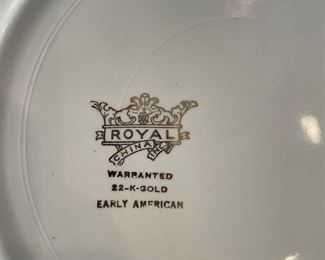 ROYAL
CHINA INC.
WARRANTED
22-K-GOLD
EARLY AMERICAN